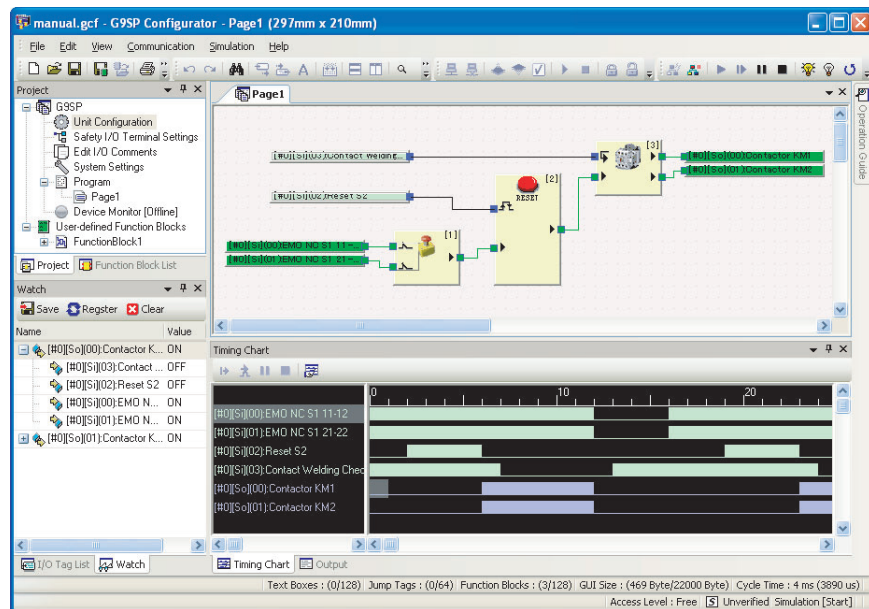 manual.gcf - G9SP Configurator - Page1 (297mm x 210mm)
File Edit View Communication Simulation Help
Project
G9SP
Unit Configuration
Safety I/O Terminal Settings
Edit I/O Comments
System Settings
Program
Page1
Device Monitor [Offline]
User-defined Function Blocks
FunctionBlock1
Project Function Block List
Page1
[#0][Si](03):Contact Welding...
[#0][Si](02):Reset S2
[#0][Si](00):EMO NC S1 11-...
[#0][Si](01):EMO NC S1 21-...
[1]
[2]
RESET
[3]
[#0][So](00):Contactor KM1
[#0][So](01):Contactor KM2
Operation Guide
Watch
Save Regster Clear
Name Value
[#0][So](00):Contactor K... ON
[#0][Si](03):Contact ... OFF
[#0][Si](02):Reset S2 OFF
[#0][Si](00):EMO N... ON
[#0][Si](01):EMO N... ON
[#0][So](01):Contactor K... ON
I/O Tag List Watch
Timing Chart
0 10 20
[#0][Si](00):EMO NC S1 11-12
[#0][Si](01):EMO NC S1 21-22
[#0][Si](02):Reset S2
[#0][Si](03):Contact Welding Chec
[#0][So](00):Contactor KM1
[#0][So](01):Contactor KM2
Timing Chart Output
Text Boxes : (0/128) Jump Tags : (0/64) Function Blocks : (3/128) GUI Size : (469 Byte/22000 Byte) Cycle Time : 4 ms (3890 us)
Access Level : Free S Unverified Simulation [Start]